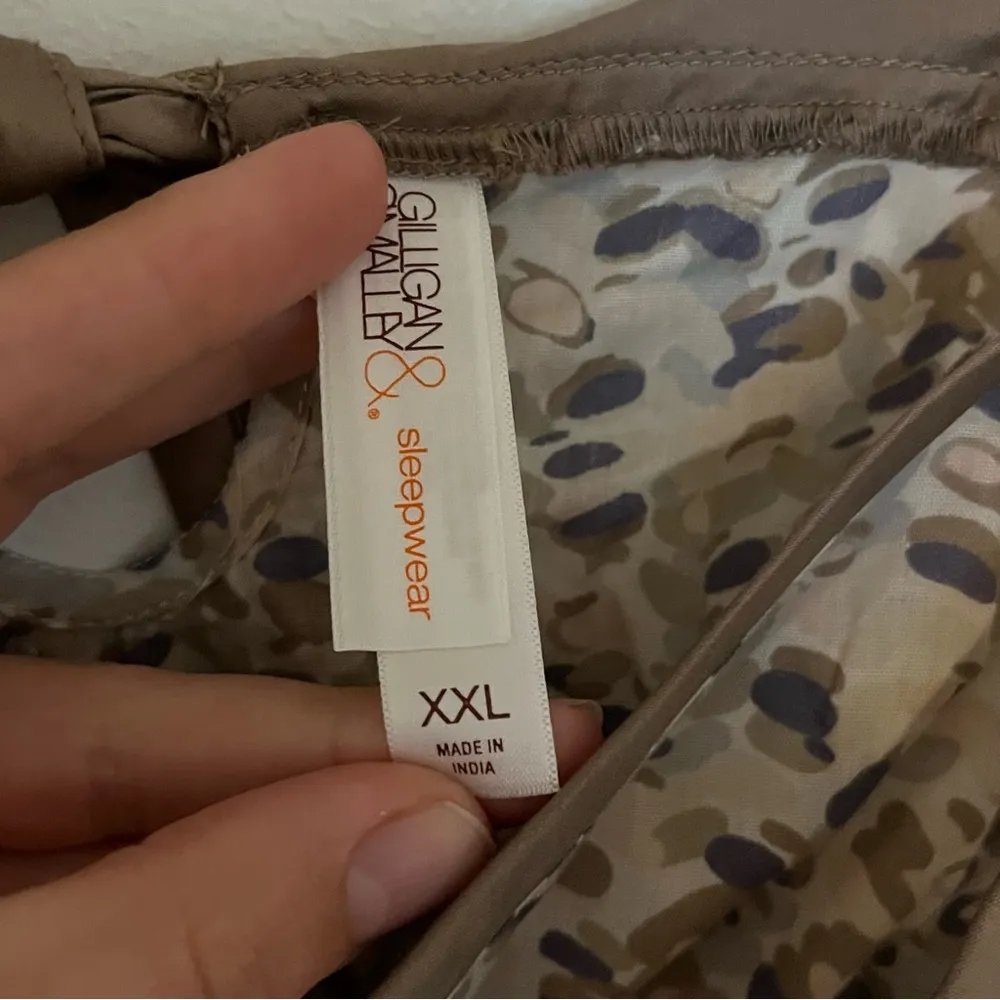 GILLIGAN &
MALLEY ®
sleepwear
XXL
MADE IN
INDIA